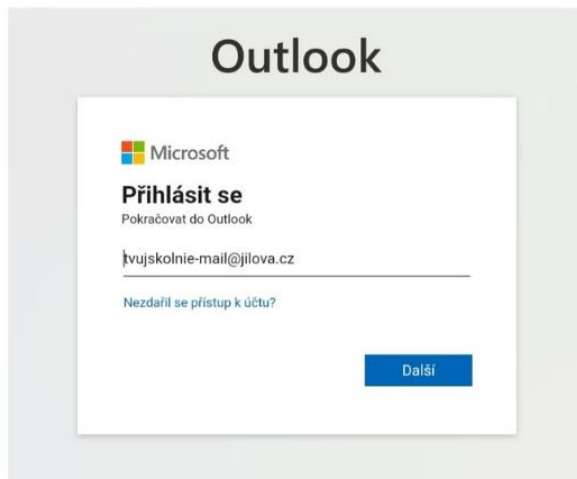 Outlook
Microsoft
Přihlásit se
Pokračovat do Outlook
tvujskolnie-mail@jilova.cz
Nezdařil se přístup k účtu?
Další